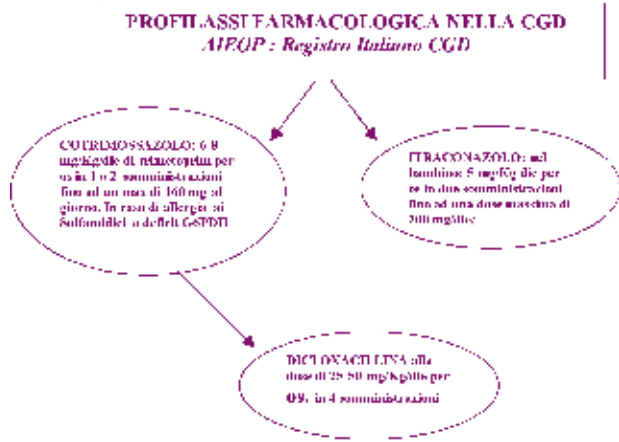 PROFILASSI FARMACOLOGICA NELLA CGD
AIEOP : Registro Italiano CGD
COTRIMOSSAZOLO: 6-8
mg/Kg/die di trimetoprim per
os in 1 o 2 somministrazioni
fino ad un max di 160 mg al
giorno. In caso di allergia ai
Sulfamidici o deficit G6PDH
ITRACONAZOLO: nel
bambino: 5 mg/Kg die per
os in due somministrazioni
fino ad una dose massima di
200 mg/die
DICLOXACILLINA alla
dose di 25-50 mg/Kg/die per
os, in 4 somministrazioni